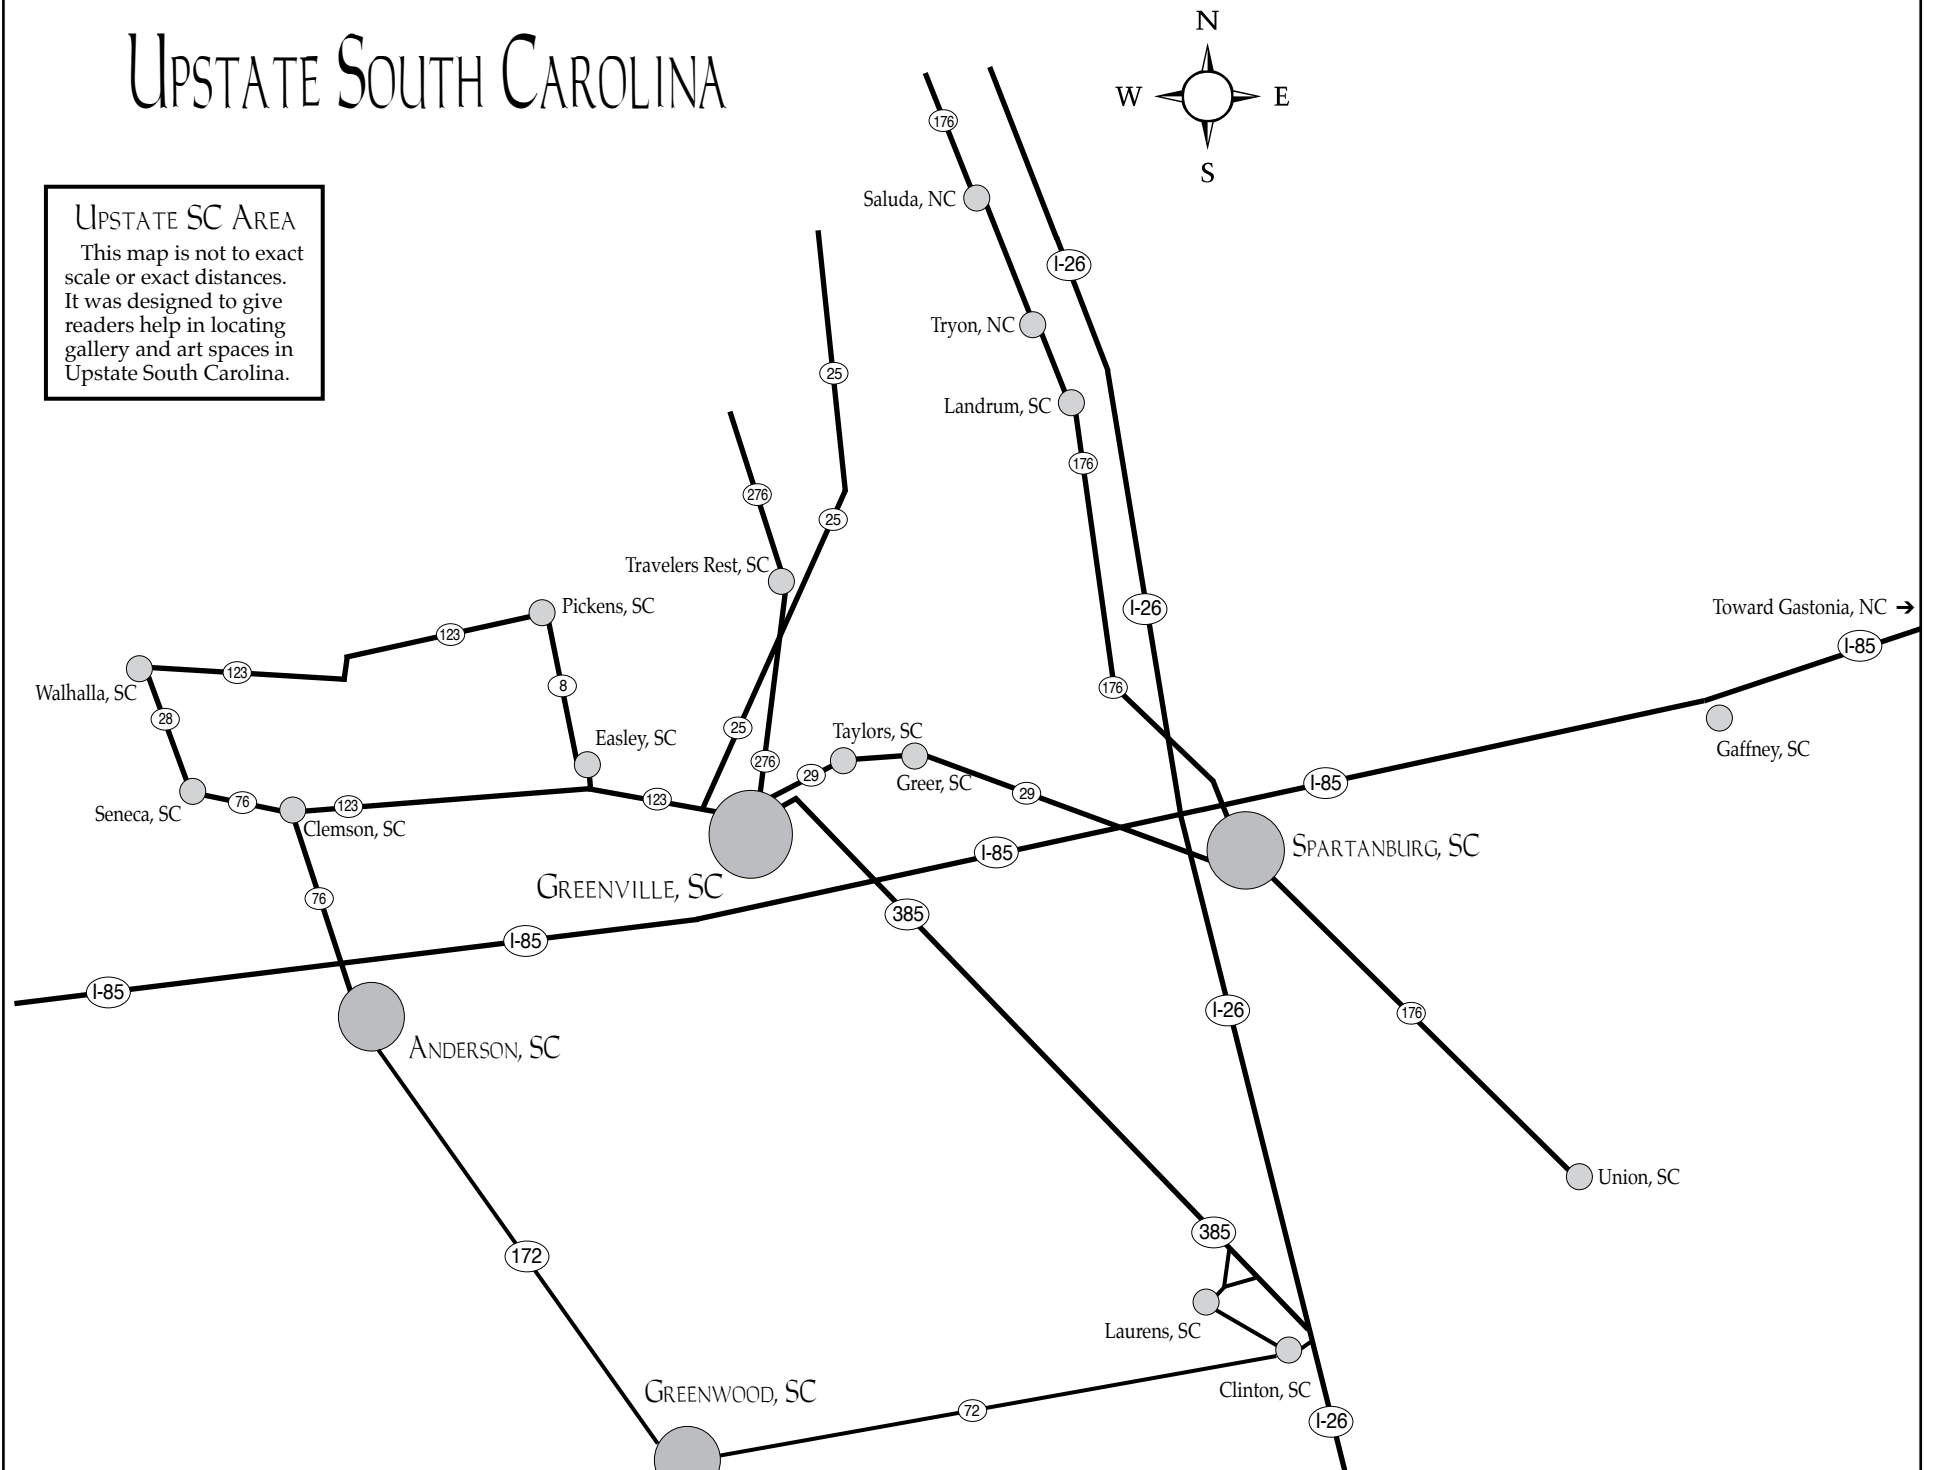 UPSTATE SOUTH CAROLINA
N
W E
S
UPSTATE SC AREA
This map is not to exact
scale or exact distances.
It was designed to give
readers help in locating
gallery and art spaces in
Upstate South Carolina.
176
Saluda, NC
I-26
Tryon, NC
25
Landrum, SC
176
276
25
Travelers Rest, SC
Pickens, SC
I-26
Toward Gastonia, NC ➔
123
I-85
123
Walhalla, SC
8
176
28
25
Taylors, SC
Gaffney, SC
Easley, SC
276
29
Greer, SC
I-85
Seneca, SC
76
123
123
29
Clemson, SC
I-85
SPARTANBURG, SC
GREENVILLE, SC
76
385
I-85
I-85
I-26
176
ANDERSON, SC
Union, SC
385
172
Laurens, SC
GREENWOOD, SC
Clinton, SC
72
I-26